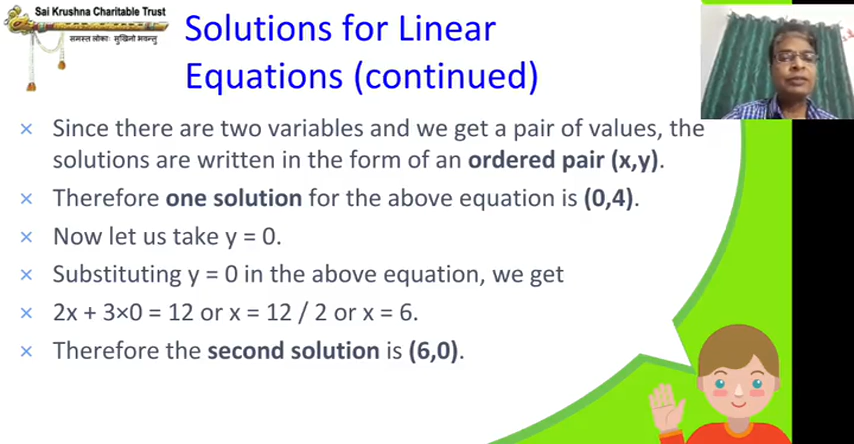 Sai Krushna Charitable Trust
समस्त लोकाः सुखिनो भवन्तु
Solutions for Linear
Equations (continued)
× Since there are two variables and we get a pair of values, the
solutions are written in the form of an ordered pair (x,y).
× Therefore one solution for the above equation is (0,4).
× Now let us take y = 0.
× Substituting y = 0 in the above equation, we get
× 2x + 3×0 = 12 or x = 12 / 2 or x = 6.
× Therefore the second solution is (6,0).